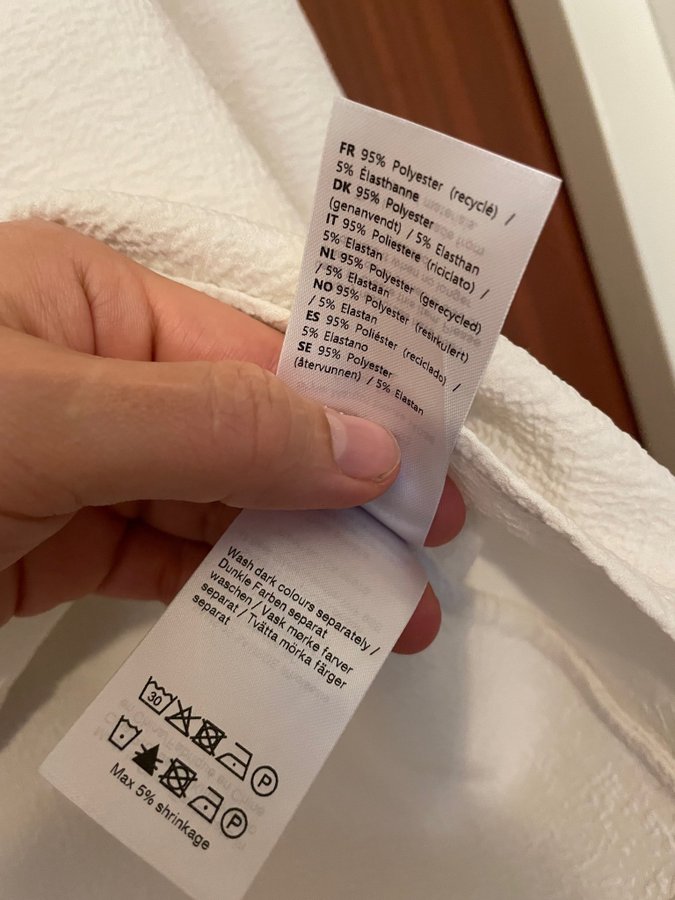 FR 95% Polyester (recyclé) /
5% Élasthanne
DK 95% Polyester
(genanvendt) / 5% Elasthan
IT 95% Poliestere (riciclato) /
5% Elastan
NL 95% Polyester (gerecycled)
/ 5% Elastaan
NO 95% Polyester (resirkulert)
/ 5% Elastan
ES 95% Poliéster (reciclado) /
5% Elastano
SE 95% Polyester
(återvunnen) / 5% Elastan
Wash dark colours separately /
Dunkle Farben separat
waschen / Vask mørke farver
separat / Tvätta mörka färger
separat
30 P
P
Max 5% shrinkage